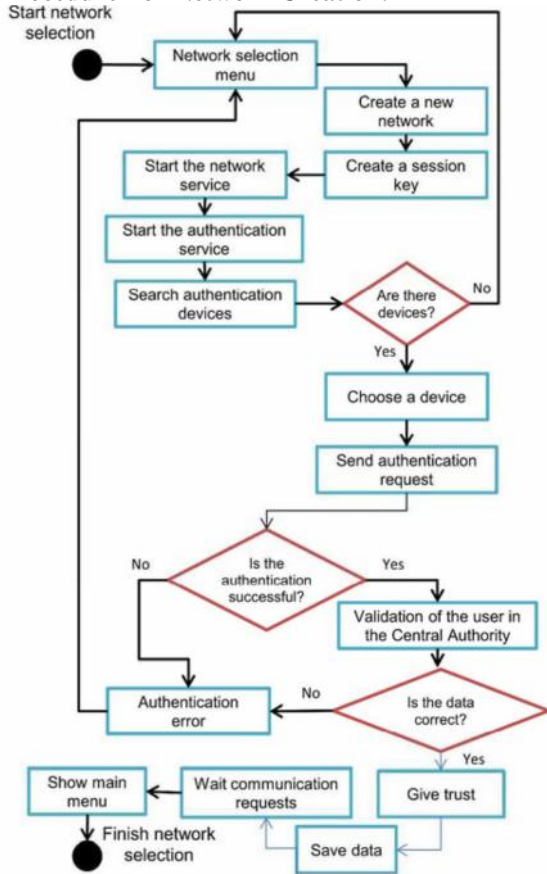 Start network
selection
Network selection
menu
Create a new
network
Create a session
key
Start the network
service
Start the authentication
service
Search authentication
devices
Are there
devices?
No
Yes
Choose a device
Send authentication
request
Is the
authentication
successful?
No
Yes
Validation of the user in
the Central Authority
Is the data
correct?
No
Authentication
error
Yes
Give trust
Save data
Wait communication
requests
Show main
menu
Finish network
selection